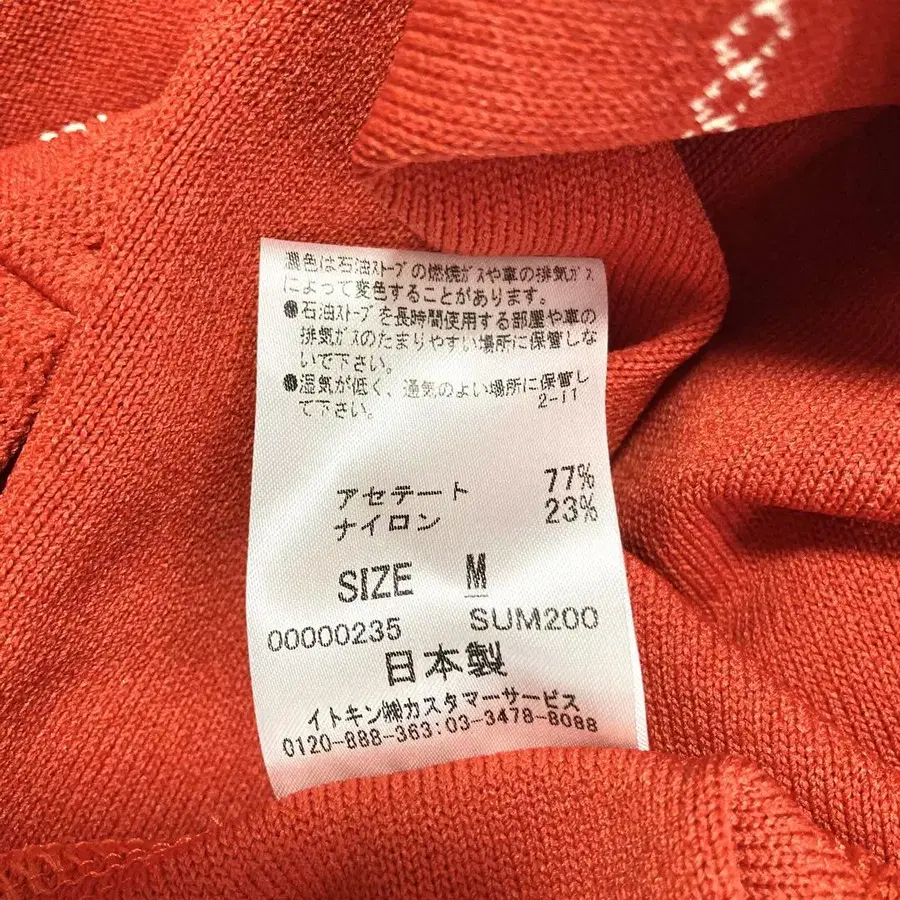 濃色は石油ストーブの燃焼ガスや車の排気ガス
によって変色することがあります。
●石油ストーブを長時間使用する部屋や車の
排気ガスのたまりやすい場所に保管しな
いで下さい。
●湿気が低く、通気のよい場所に保管し
て下さい。 2-11
アセテート 77%
ナイロン 23%
SIZE M
00000235 SUM200
日本製
イトキン㈱カスタマーサービス
0120-888-363:03-3478-8088